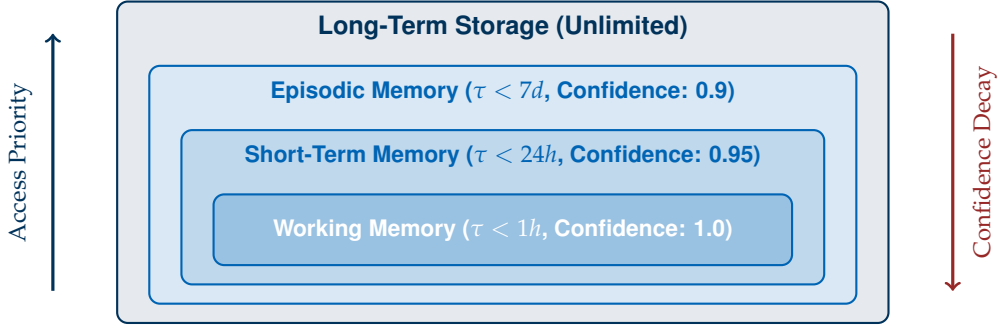 Long-Term Storage (Unlimited)
Episodic Memory (τ < 7d, Confidence: 0.9)
Short-Term Memory (τ < 24h, Confidence: 0.95)
Working Memory (τ < 1h, Confidence: 1.0)
Access Priority
Confidence Decay